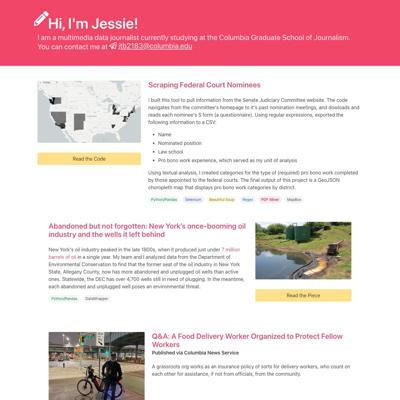 Hi, I'm Jessie!
I am a multimedia data journalist currently studying at the Columbia Graduate School of Journalism.
You can contact me at jtb2183@columbia.edu
Scraping Federal Court Nominees
I built this tool to pull information from the Senate Judiciary Committee website. The code
navigates from the committee's homepage to it's past nomination meetings, and dowloads and
reads each nominee's S form (a questionnaire). Using regular expressions, exported the
following information to a CSV:
Name
Nominated position
Law school
Pro bono work experience, which served as my unit of analysis
Read the Code
Using textual analysis, I created categories for the type of (required) pro bono work completed
by those appointed to the federal courts. The final output of this project is a GeoJSON
choropleth map that displays pro bono work categories by district.
Python/Pandas Selenium Beautiful Soup Regex PDF Miner MapBox
Abandoned but not forgotten: New York's once-booming oil
industry and the wells it left behind
New York's oil industry peaked in the late 1800s, when it produced just under 7 million
barrels of oil in a single year. My team and I analyzed data from the Department of
Environmental Conservation to find that the former seat of the oil industry in New York
State, Allegany County, now has more abandoned and unplugged oil wells than active
ones. Statewide, the DEC has over 4,700 wells still in need of plugging. In the meantime,
each abandoned and unplugged well poses an environmental threat.
Python/Pandas DataWrapper
Read the Piece
Q&A: A Food Delivery Worker Organized to Protect Fellow
Workers
Published via Columbia News Service
A grassroots org works as an insurance policy of sorts for delivery workers, who count on
each other for assistance, if not from officials, from the community.